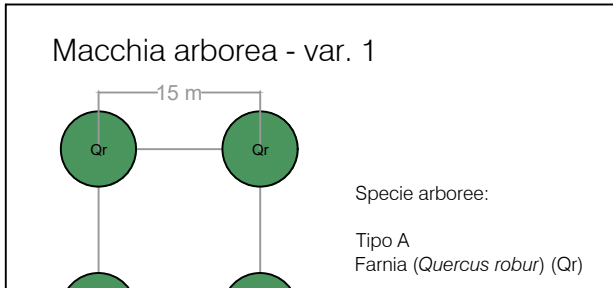 Macchia arborea - var. 1
15 m
Qr
Qr
Specie arboree:
Tipo A
Farnia (Quercus robur) (Qr)